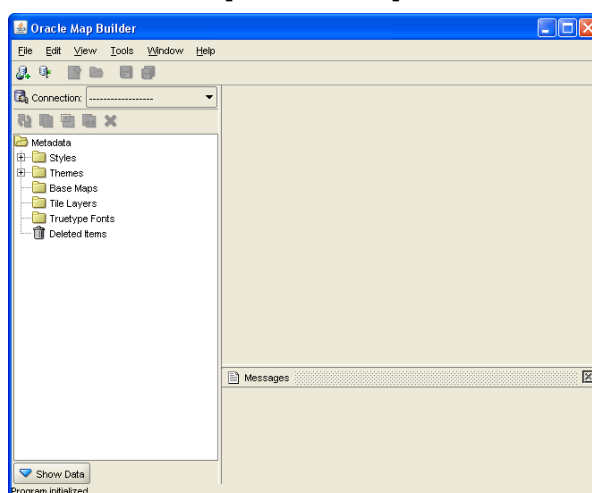 Oracle Map Builder
File Edit View Tools Window Help
Connection: -----------------
Metadata
Styles
Themes
Base Maps
Tile Layers
Truetype Fonts
Deleted Items
Messages
Show Data
Program initialized